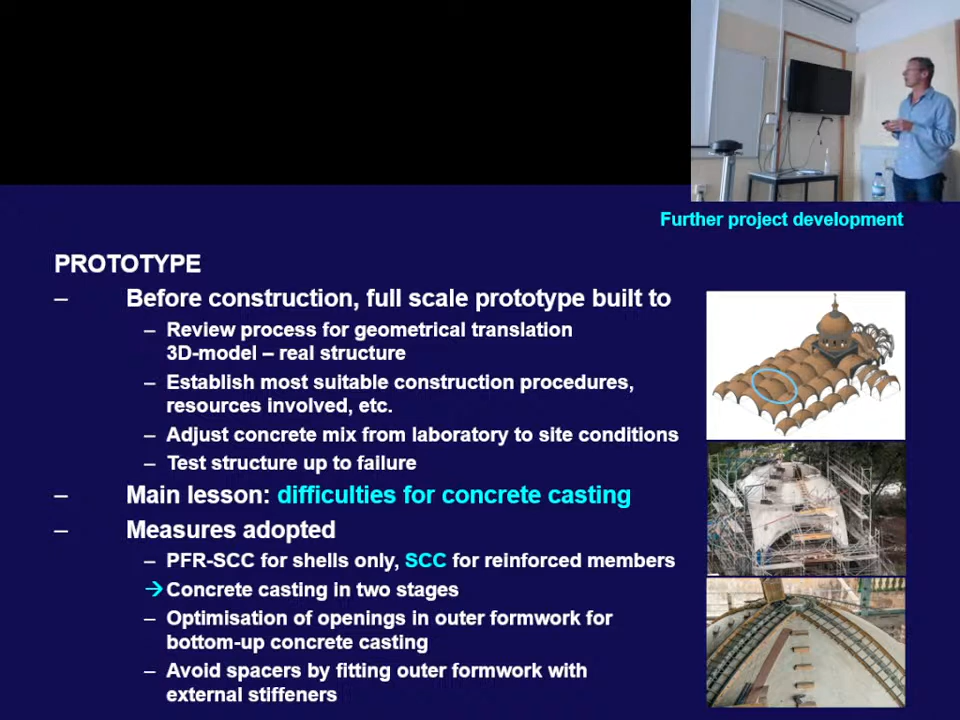 Further project development
PROTOTYPE
– Before construction, full scale prototype built to
– Review process for geometrical translation
3D-model – real structure
– Establish most suitable construction procedures,
resources involved, etc.
– Adjust concrete mix from laboratory to site conditions
– Test structure up to failure
– Main lesson: difficulties for concrete casting
– Measures adopted
– PFR-SCC for shells only, SCC for reinforced members
→ Concrete casting in two stages
– Optimisation of openings in outer formwork for
bottom-up concrete casting
– Avoid spacers by fitting outer formwork with
external stiffeners